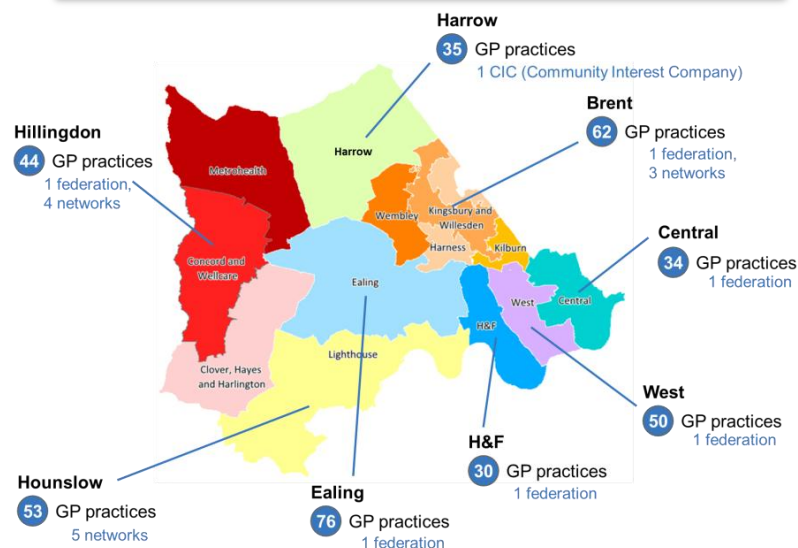 Harrow
35 GP practices
1 CIC (Community Interest Company)
Brent
62 GP practices
1 federation,
3 networks
Hillingdon
44 GP practices
1 federation,
4 networks
Metrohealth
Harrow
Wembley
Kingsbury and
Willesden
Harness
Kilburn
Concord and
Wellcare
Ealing
West
Central
H&F
Lighthouse
Clover, Hayes
and Harlington
Central
34 GP practices
1 federation
West
50 GP practices
1 federation
H&F
30 GP practices
1 federation
Hounslow
53 GP practices
5 networks
Ealing
76 GP practices
1 federation